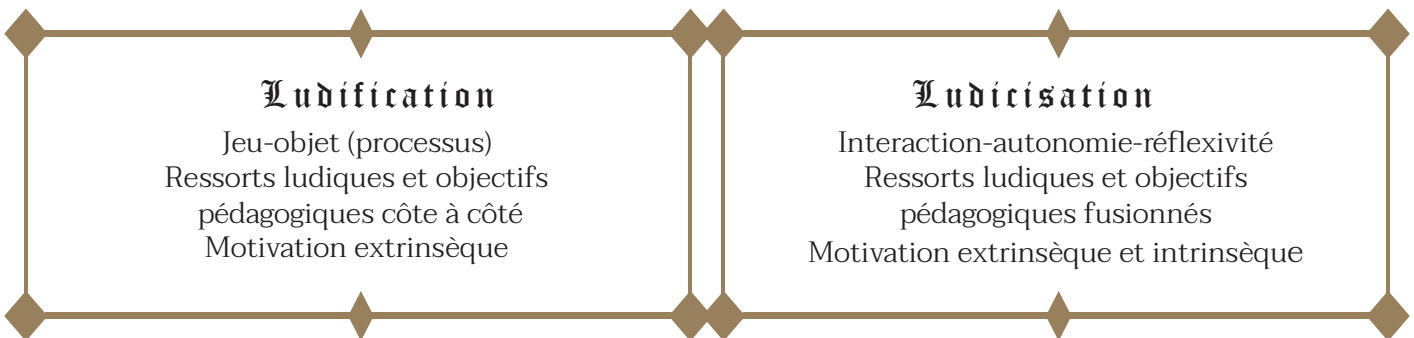 Ludification
Jeu-objet (processus)
Ressorts ludiques et objectifs
pédagogiques côte à côté
Motivation extrinsèque
Ludicisation
Interaction-autonomie-réflexivité
Ressorts ludiques et objectifs
pédagogiques fusionnés
Motivation extrinsèque et intrinsèque